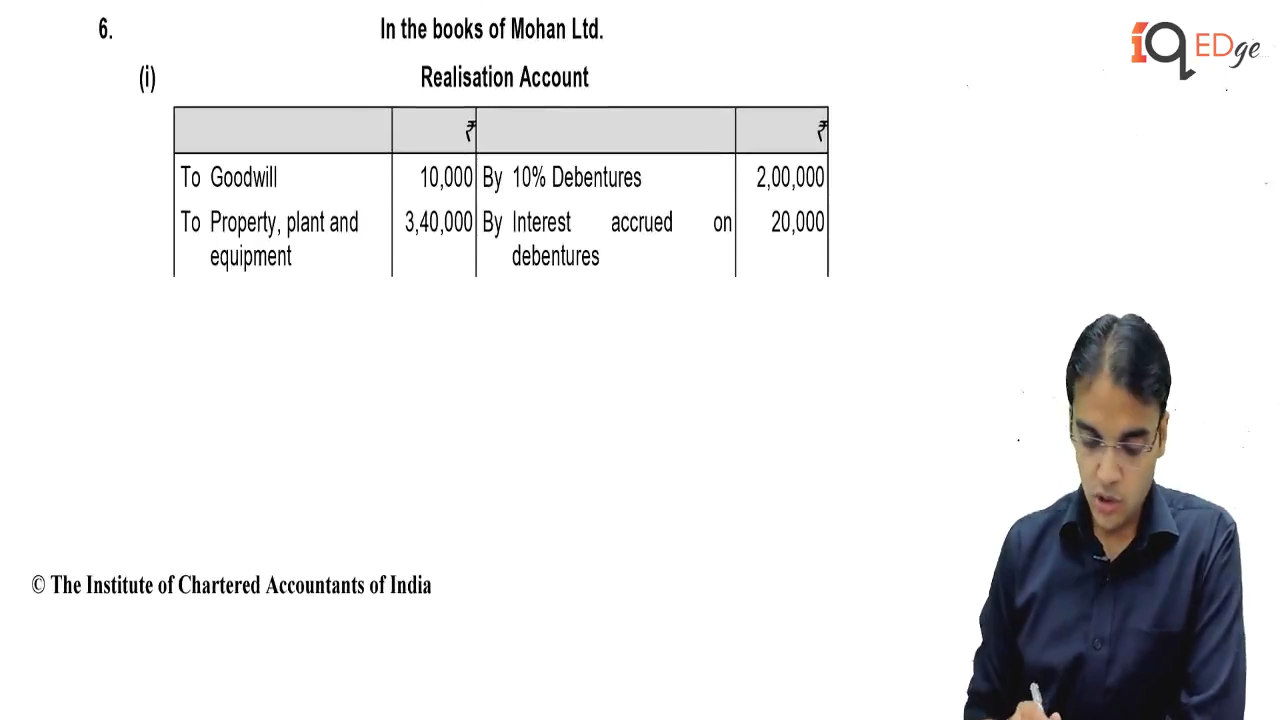 6. In the books of Mohan Ltd.
iQ EDge
(i) Realisation Account
₹ ₹
To Goodwill 10,000 By 10% Debentures 2,00,000
To Property, plant and 3,40,000 By Interest accrued on 20,000
equipment debentures
© The Institute of Chartered Accountants of India